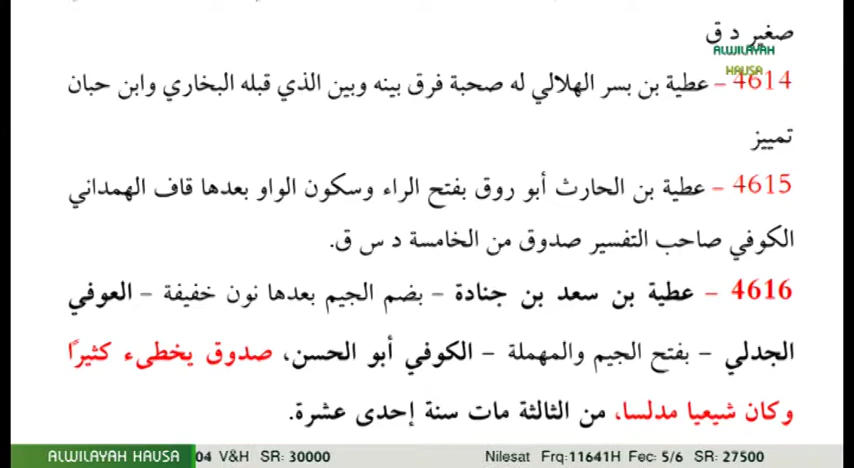 صغير د ق
ALWILAYAH
HAUSA
4614 – عطية بن بسر الهلالي له صحبة فرق بينه وبين الذي قبله البخاري وابن حبان
تمييز
4615 – عطية بن الحارث أبو روق بفتح الراء وسكون الواو بعدها قاف الهمداني
الكوفي صاحب التفسير صدوق من الخامسة د س ق.
4616 – عطية بن سعد بن جنادة – بضم الجيم بعدها نون خفيفة – العوفي
الجدلي – بفتح الجيم والمهملة – الكوفي أبو الحسن، صدوق يخطىء كثيرًا
وكان شيعيا مدلسا، من الثالثة مات سنة إحدى عشرة.
ALWILAYAH HAUSA 04 V&H SR: 30000 Nilesat Frq:11641H Fec: 5/6 SR: 27500